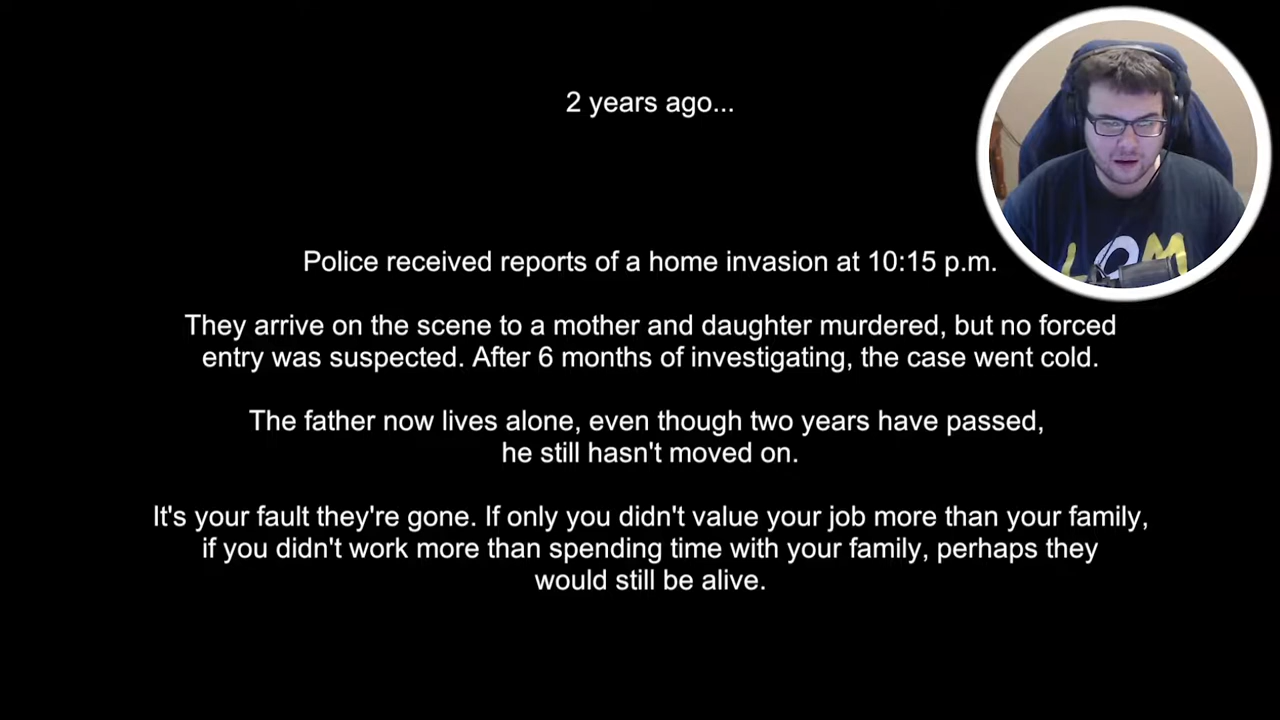 2 years ago...
Police received reports of a home invasion at 10:15 p.m.
They arrive on the scene to a mother and daughter murdered, but no forced
entry was suspected. After 6 months of investigating, the case went cold.
The father now lives alone, even though two years have passed,
he still hasn't moved on.
It's your fault they're gone. If only you didn't value your job more than your family,
if you didn't work more than spending time with your family, perhaps they
would still be alive.